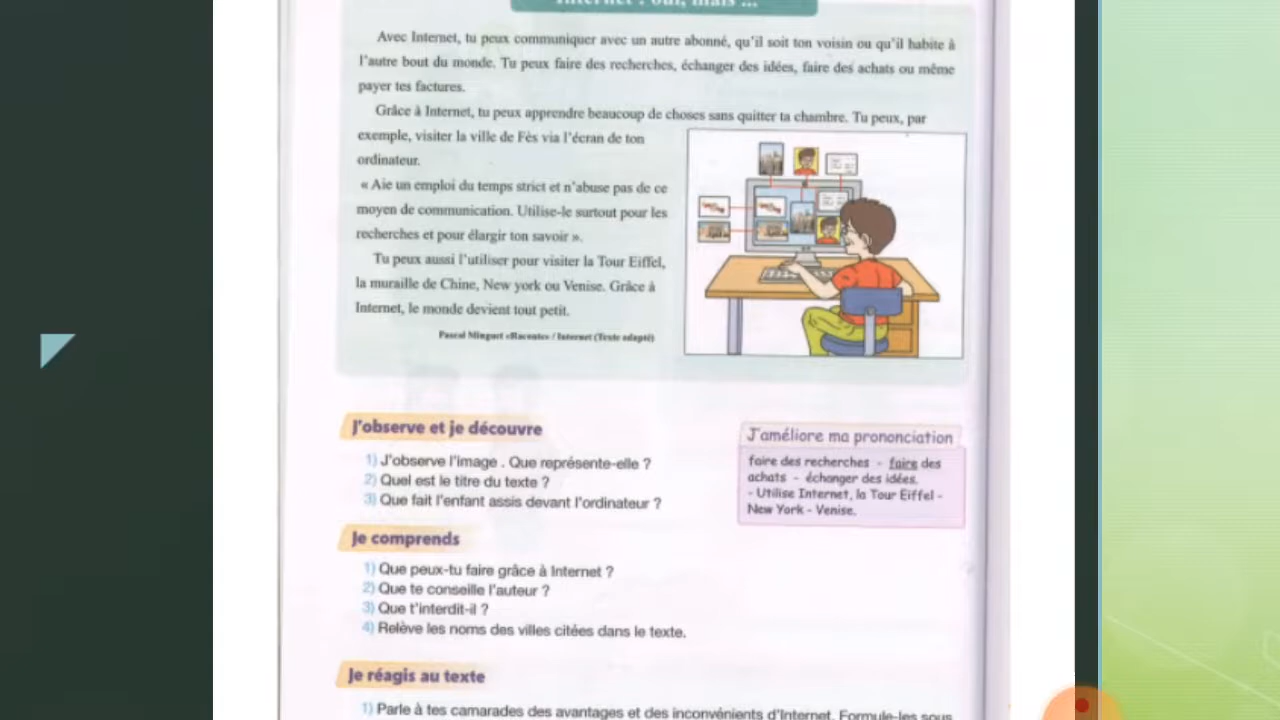 Internet : oui, mais ...
Avec Internet, tu peux communiquer avec un autre abonné, qu'il soit ton voisin ou qu'il habite à
l'autre bout du monde. Tu peux faire des recherches, échanger des idées, faire des achats ou même
payer tes factures.
Grâce à Internet, tu peux apprendre beaucoup de choses sans quitter ta chambre. Tu peux, par
exemple, visiter la ville de Fès via l'écran de ton
ordinateur.
« Aie un emploi du temps strict et n'abuse pas de ce
moyen de communication. Utilise-le surtout pour les
recherches et pour élargir ton savoir ».
Tu peux aussi l'utiliser pour visiter la Tour Eiffel,
la muraille de Chine, New york ou Venise. Grâce à
Internet, le monde devient tout petit.
Pascal / Internet (Texte adapté)
J'observe et je découvre
1) J'observe l'image . Que représente-elle ?
2) Quel est le titre du texte ?
3) Que fait l'enfant assis devant l'ordinateur ?
J'améliore ma prononciation
faire des recherches - faire des
achats - échanger des idées.
- Utilise Internet, la Tour Eiffel -
New York - Venise.
Je comprends
1) Que peux-tu faire grâce à Internet ?
2) Que te conseille l'auteur ?
3) Que t'interdit-il ?
4) Relève les noms des villes citées dans le texte.
Je réagis au texte
1) Parle à tes camarades des avantages et des inconvénients d'Internet. Formule-les sous